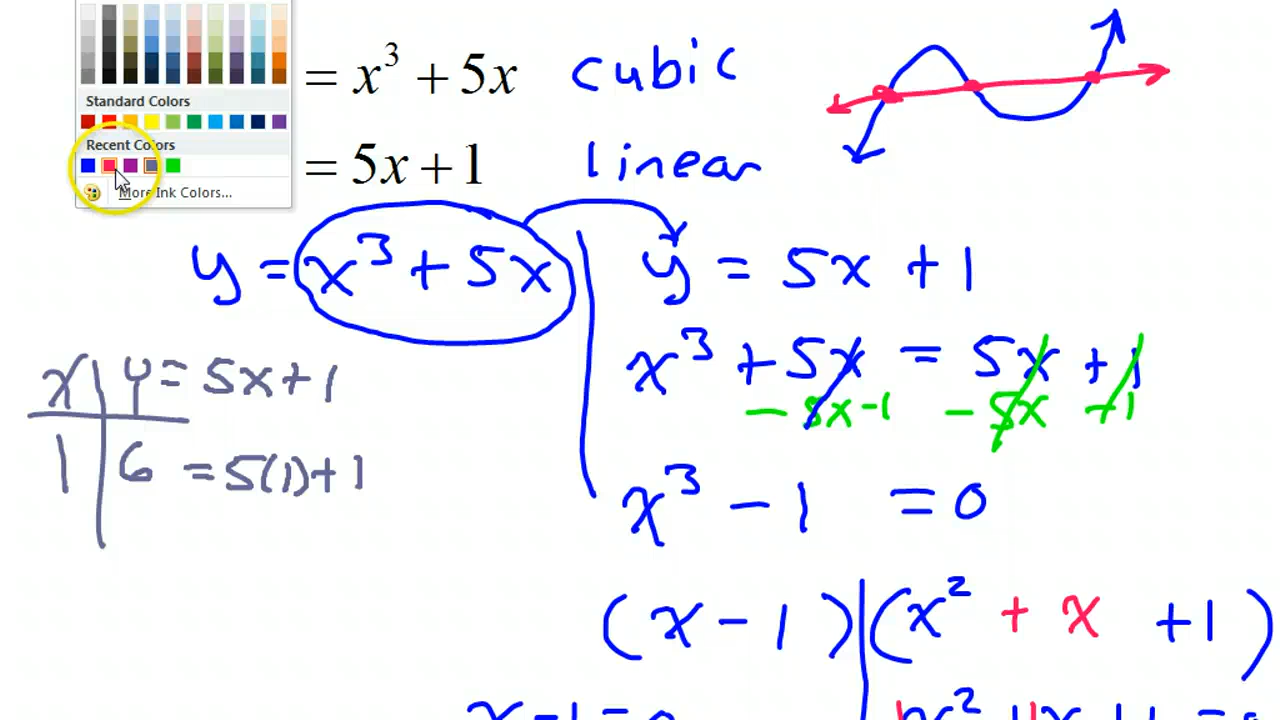 Standard Colors
Recent Colors
More Ink Colors...
= x³ + 5x cubic
= 5x + 1 linear
y = x³ + 5x
y = 5x + 1
x³ + 5x = 5x + 1
- 5x - 1 - 5x + 1
x³ - 1 = 0
x y = 5x + 1
1 6 = 5(1) + 1
(x - 1)(x² + x + 1)
x - 1 = 0